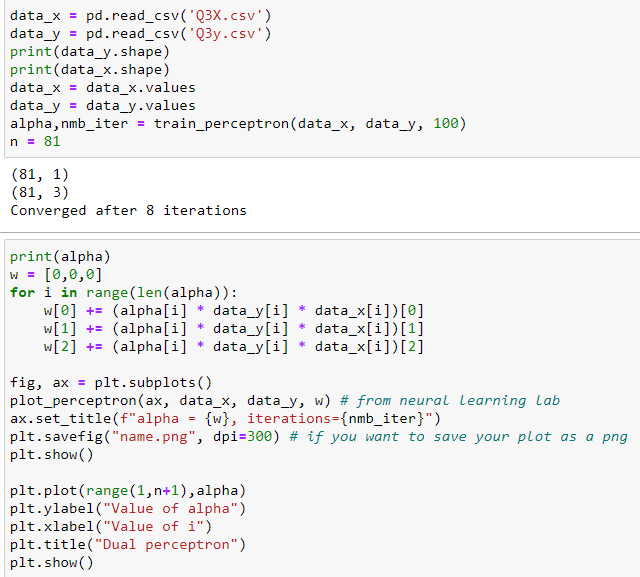 data_x = pd.read_csv('Q3X.csv')
data_y = pd.read_csv('Q3y.csv')
print(data_y.shape)
print(data_x.shape)
data_x = data_x.values
data_y = data_y.values
alpha,nmb_iter = train_perceptron(data_x, data_y, 100)
n = 81
(81, 1)
(81, 3)
Converged after 8 iterations
print(alpha)
w = [0,0,0]
for i in range(len(alpha)):
    w[0] += (alpha[i] * data_y[i] * data_x[i])[0]
    w[1] += (alpha[i] * data_y[i] * data_x[i])[1]
    w[2] += (alpha[i] * data_y[i] * data_x[i])[2]
fig, ax = plt.subplots()
plot_perceptron(ax, data_x, data_y, w) # from neural learning lab
ax.set_title(f"alpha = {w}, iterations={nmb_iter}")
plt.savefig("name.png", dpi=300) # if you want to save your plot as a png
plt.show()
plt.plot(range(1,n+1),alpha)
plt.ylabel("Value of alpha")
plt.xlabel("Value of i")
plt.title("Dual perceptron")
plt.show()